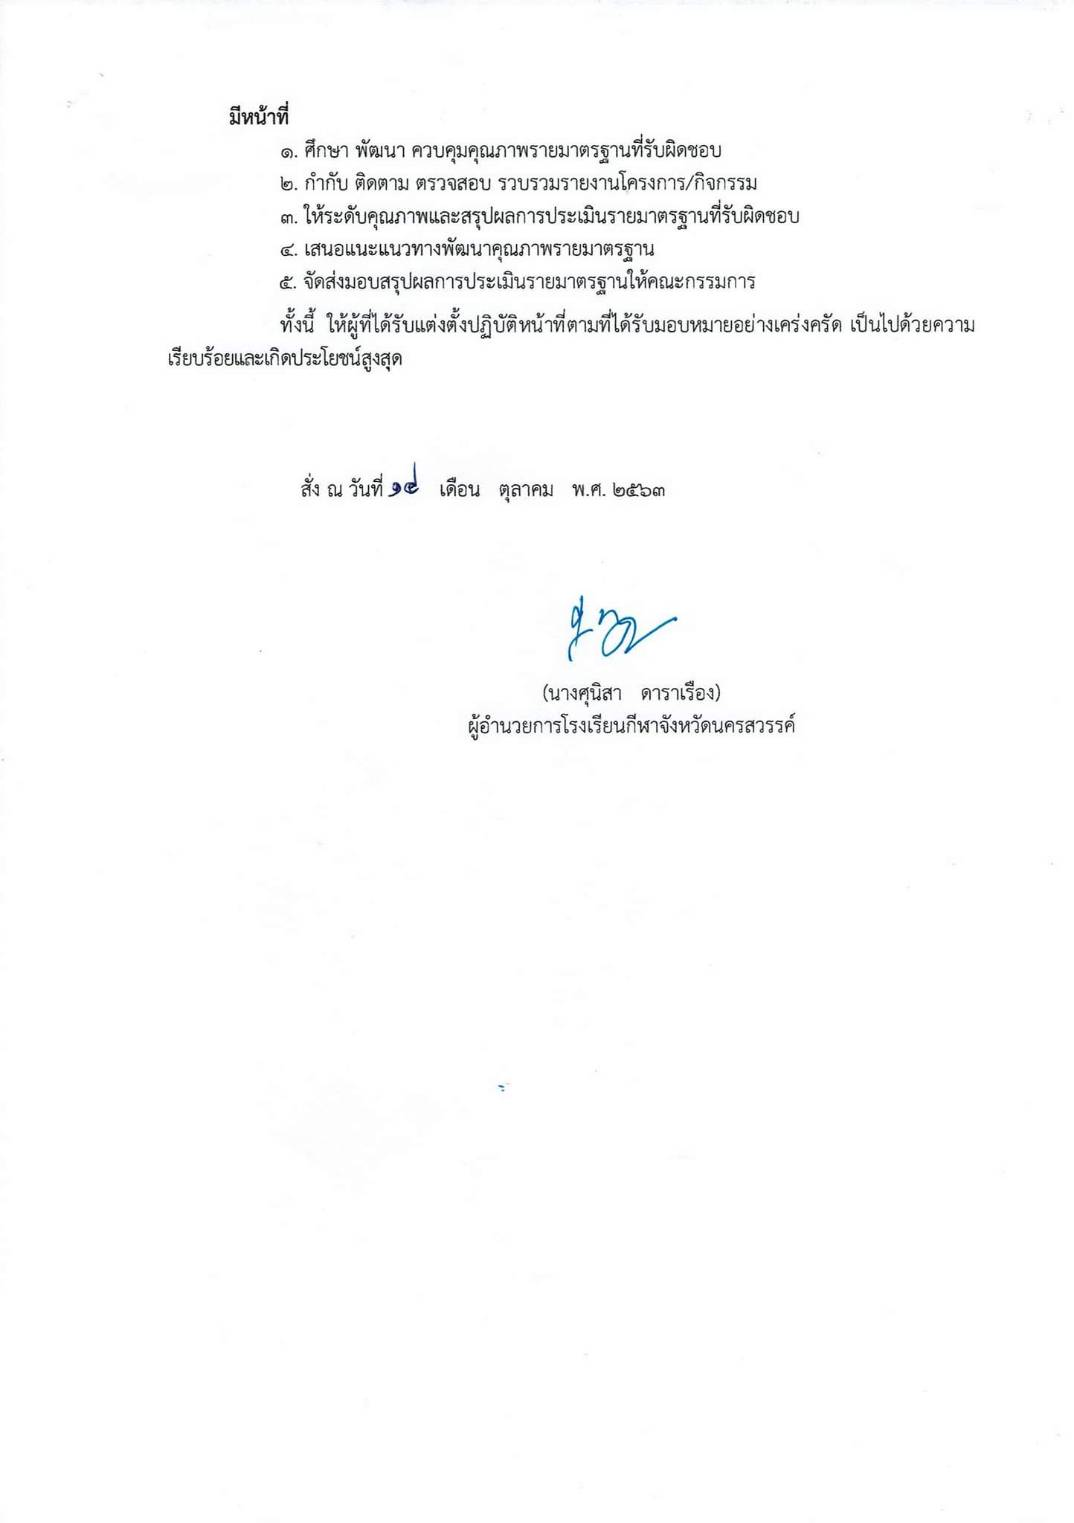 มีหน้าที่
๑. ศึกษา พัฒนา ควบคุมคุณภาพรายมาตรฐานที่รับผิดชอบ
๒. กำกับ ติดตาม ตรวจสอบ รวบรวมรายงานโครงการ/กิจกรรม
๓. ให้ระดับคุณภาพและสรุปผลการประเมินรายมาตรฐานที่รับผิดชอบ
๔. เสนอแนะแนวทางพัฒนาคุณภาพรายมาตรฐาน
๕. จัดส่งมอบสรุปผลการประเมินรายมาตรฐานให้คณะกรรมการ
ทั้งนี้ ให้ผู้ที่ได้รับแต่งตั้งปฏิบัติหน้าที่ตามที่ได้รับมอบหมายอย่างเคร่งครัด เป็นไปด้วยความ
เรียบร้อยและเกิดประโยชน์สูงสุด
สั่ง ณ วันที่ ๑๔ เดือน ตุลาคม พ.ศ. ๒๕๖๓
(นางศุนิสา ดาราเรือง)
ผู้อำนวยการโรงเรียนกีฬาจังหวัดนครสวรรค์